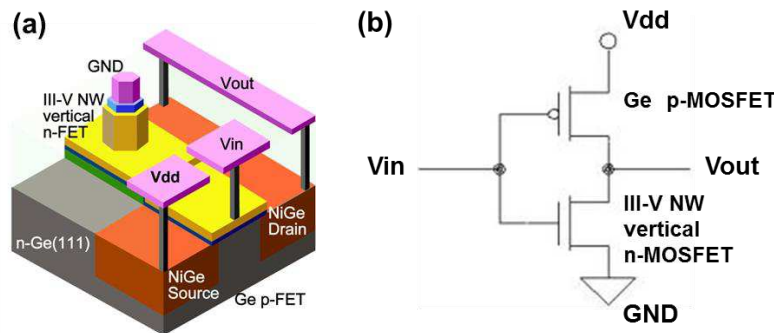 (a)
GND
III-V NW
vertical
n-FET
Vout
Vin
Vdd
n-Ge(111)
NiGe
Drain
NiGe
Source
Ge p-FET
(b)
Vdd
Ge p-MOSFET
Vin
Vout
III-V NW
vertical
n-MOSFET
GND